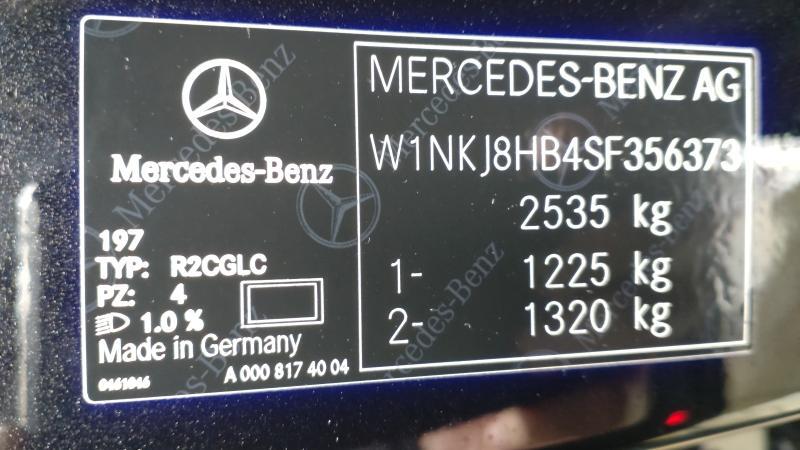 Mercedes-Benz
197
TYP: R2CGLC
PZ: 4
1.0 %
Made in Germany
0161046
A 000 817 40 04
MERCEDES-BENZ AG
W1NKJ8HB4SF356373
2535 kg
1- 1225 kg
2- 1320 kg